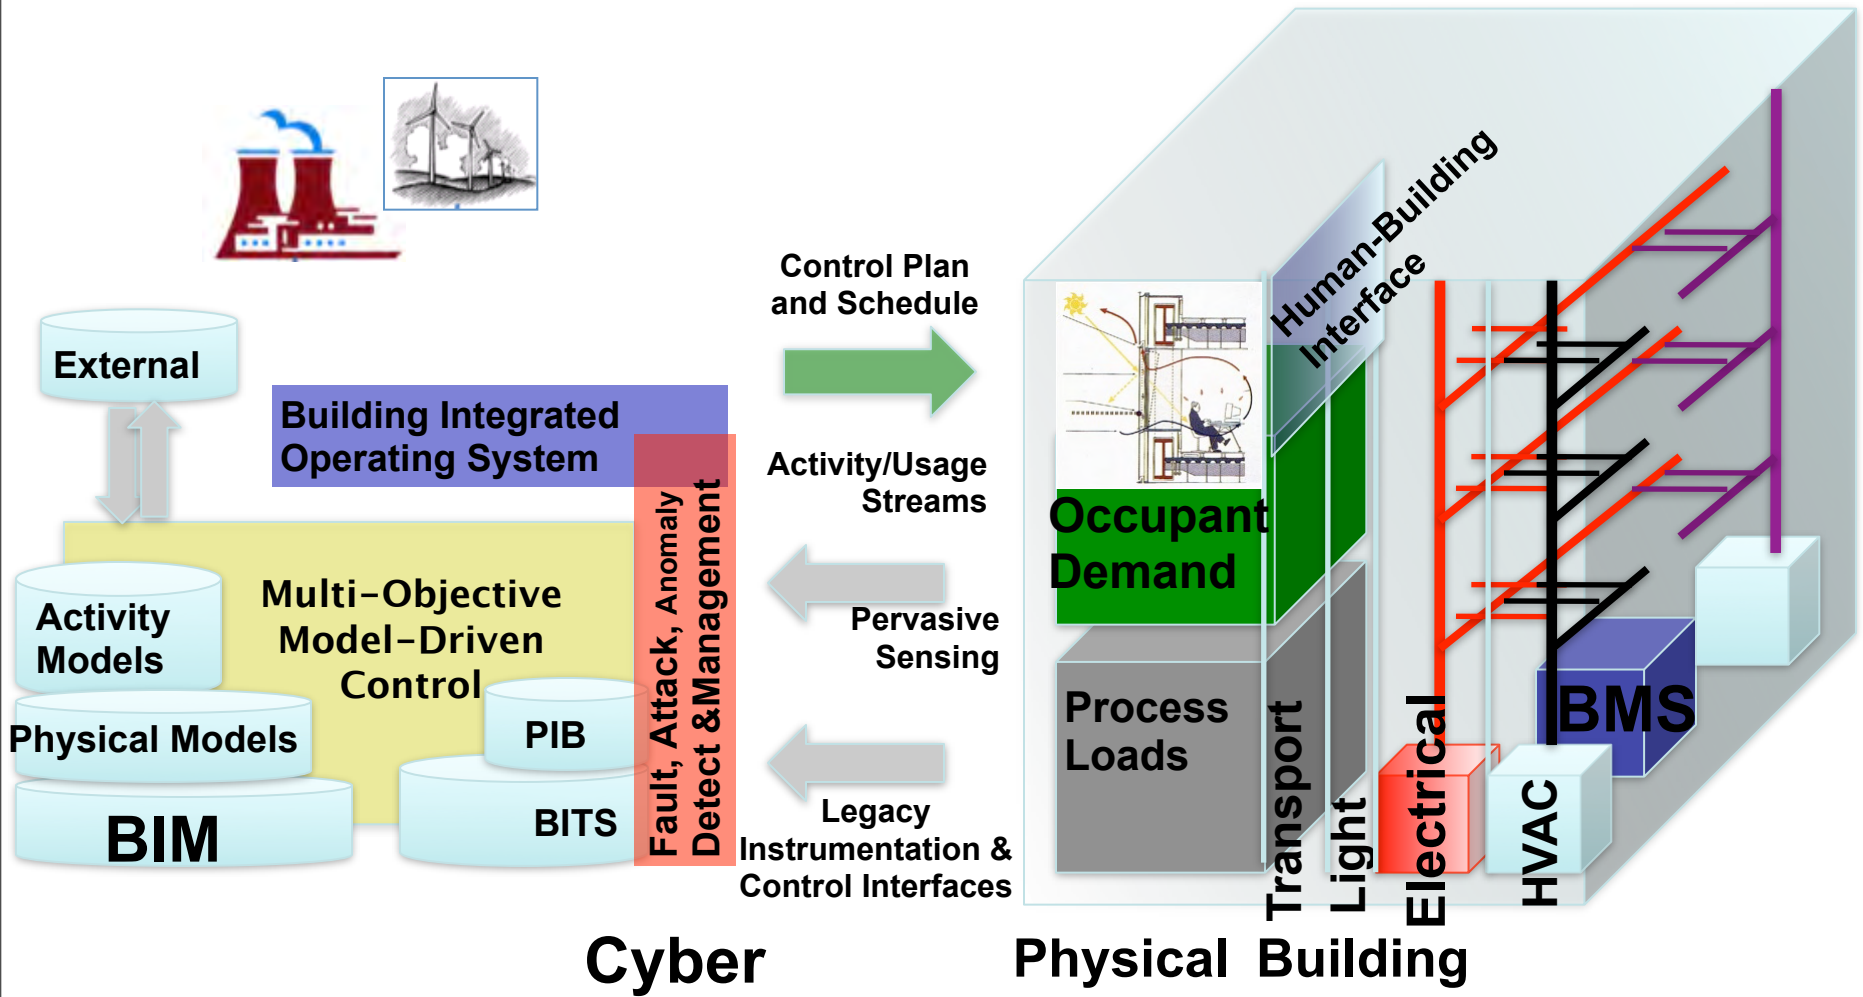 Control Plan
and Schedule
External
Building Integrated
Operating System
Activity/Usage
Streams
Multi-Objective
Model-Driven
Control
Activity
Models
Physical Models
BIM
PIB
BITS
Fault, Attack, Anomaly
Detect &Management
Pervasive
Sensing
Legacy
Instrumentation &
Control Interfaces
Human-Building
Interface
Occupant
Demand
Process
Loads
Transport
Light
Electrical
HVAC
BMS
Cyber
Physical Building